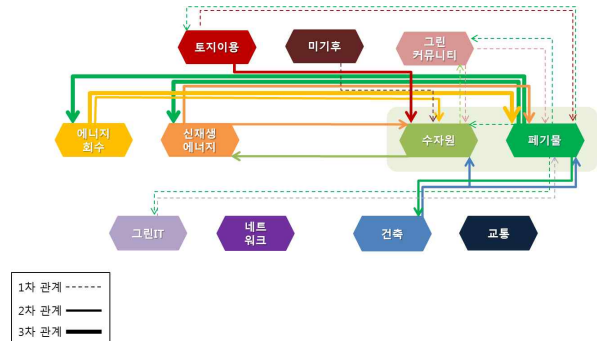 토지이용
미기후
그린
커뮤니티
에너지
회수
신재생
에너지
수자원
폐기물
그린IT
네트
워크
건축
교통
1차 관계
2차 관계
3차 관계